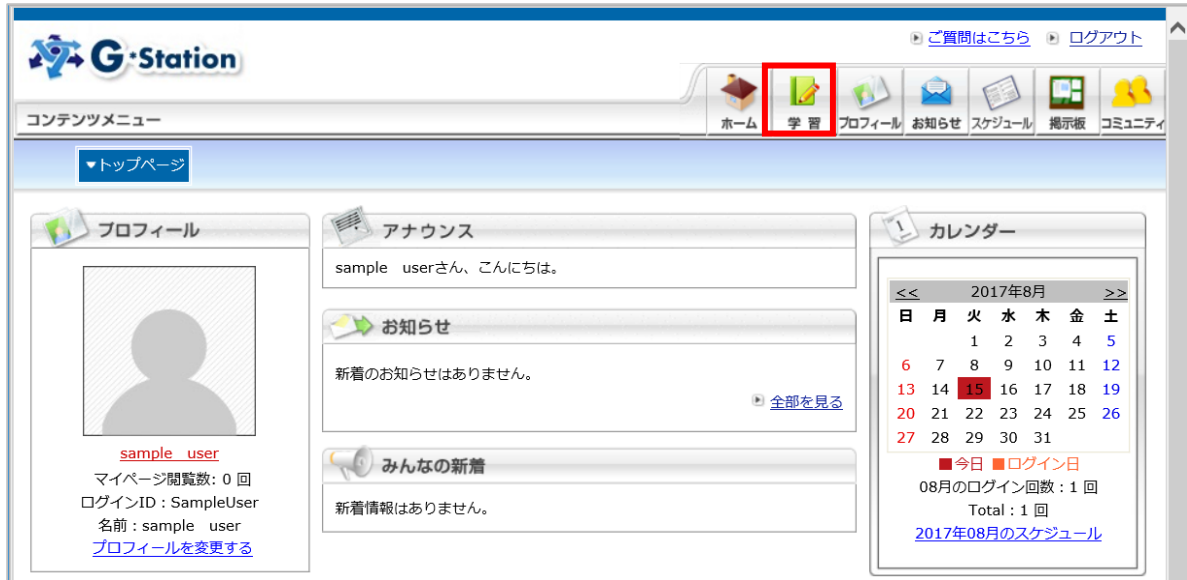 G・Station
ご質問はこちら ログアウト
コンテンツメニュー
ホーム 学習 プロフィール お知らせ スケジュール 掲示板 コミュニティ
▼トップページ
プロフィール
sample user
マイページ閲覧数: 0 回
ログインID：SampleUser
名前：sample user
プロフィールを変更する
アナウンス
sample userさん、こんにちは。
お知らせ
新着のお知らせはありません。
全部を見る
みんなの新着
新着情報はありません。
1
カレンダー
<< 2017年8月 >>
日 月 火 水 木 金 土
1 2 3 4 5
6 7 8 9 10 11 12
13 14 15 16 17 18 19
20 21 22 23 24 25 26
27 28 29 30 31
■今日 ■ログイン日
08月のログイン回数：1 回
Total：1 回
2017年08月のスケジュール